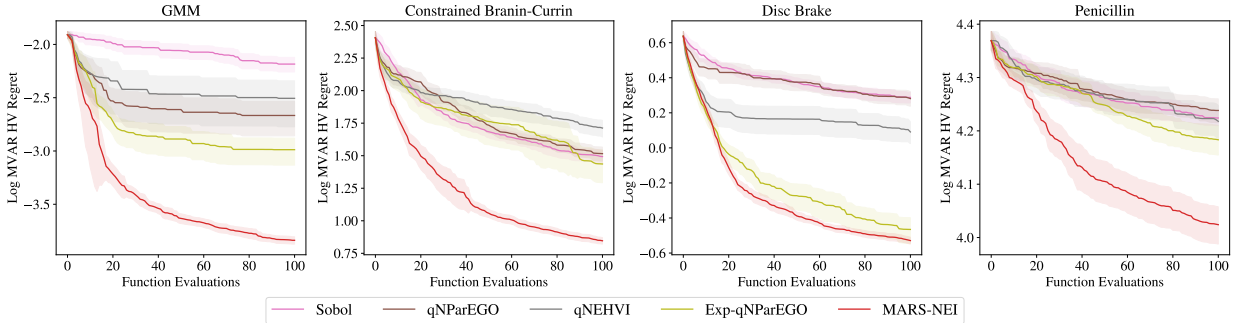 GMM
Log MVAR HV Regret
−2.0
−2.5
−3.0
−3.5
0 20 40 60 80 100
Function Evaluations
Constrained Branin-Currin
Log MVAR HV Regret
2.50
2.25
2.00
1.75
1.50
1.25
1.00
0.75
0 20 40 60 80 100
Function Evaluations
Disc Brake
Log MVAR HV Regret
0.6
0.4
0.2
0.0
−0.2
−0.4
−0.6
0 20 40 60 80 100
Function Evaluations
Penicillin
Log MVAR HV Regret
4.4
4.3
4.2
4.1
4.0
0 20 40 60 80 100
Function Evaluations
Sobol qNParEGO qNEHVI Exp-qNParEGO MARS-NEI